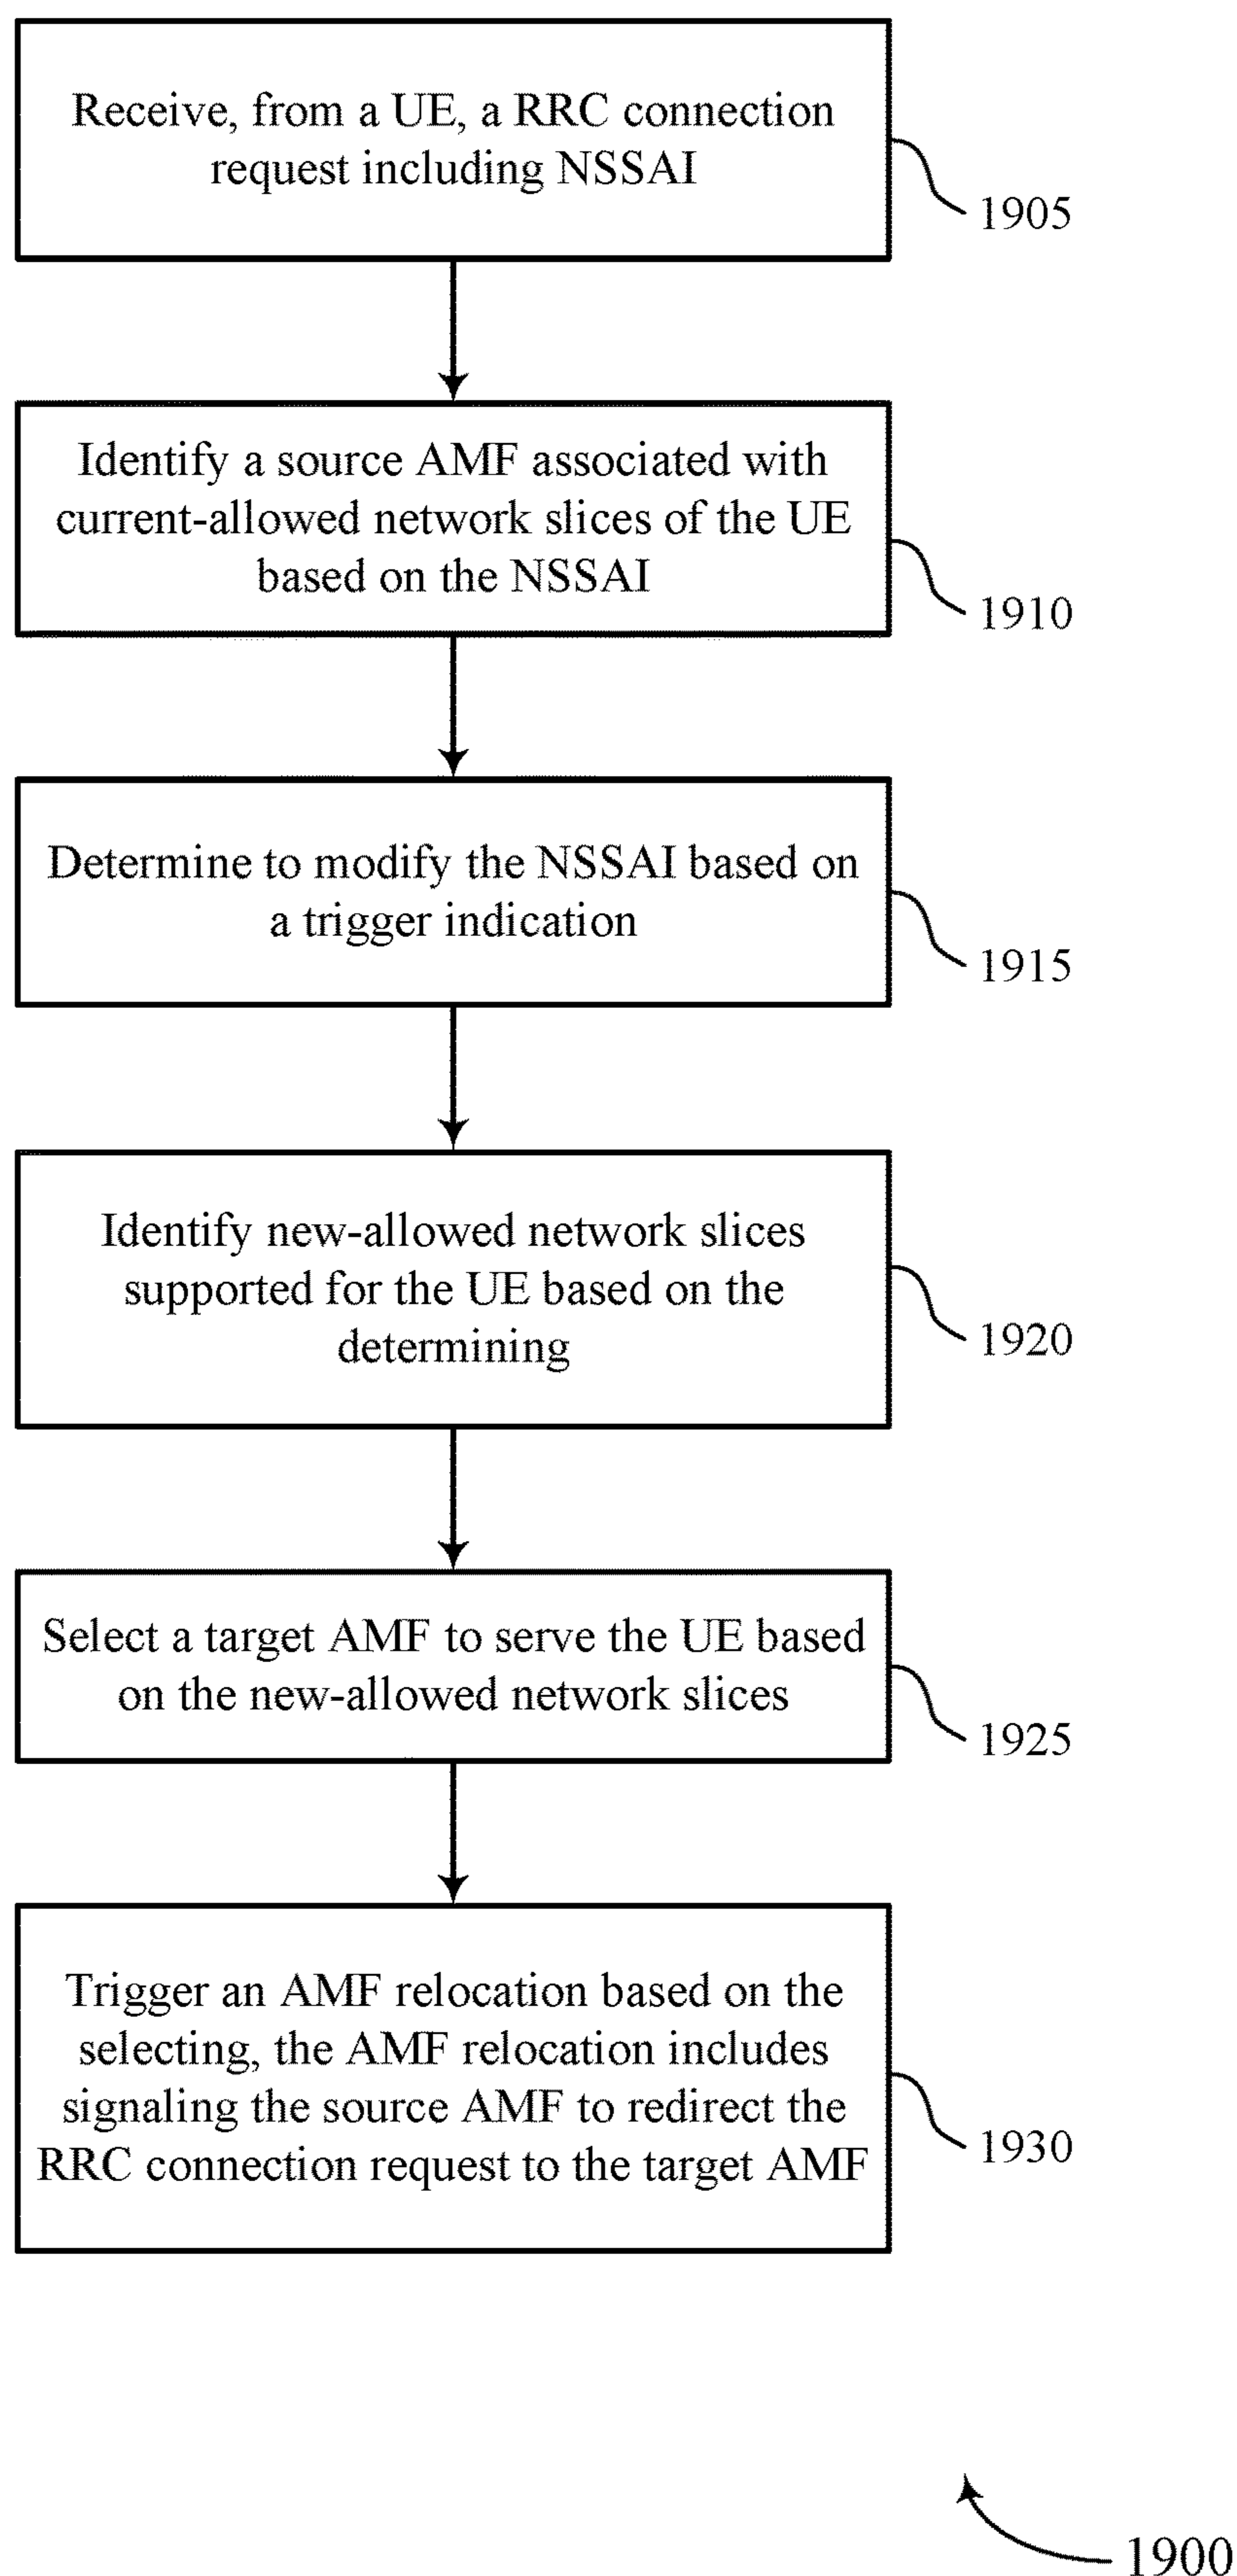 Receive, from a UE, a RRC connection
request including NSSAI
1905
Identify a source AMF associated with
current-allowed network slices of the UE
based on the NSSAI
1910
Determine to modify the NSSAI based on
a trigger indication
1915
Identify new-allowed network slices
supported for the UE based on the
determining
1920
Select a target AMF to serve the UE based
on the new-allowed network slices
1925
Trigger an AMF relocation based on the
selecting, the AMF relocation includes
signaling the source AMF to redirect the
RRC connection request to the target AMF
1930
1900